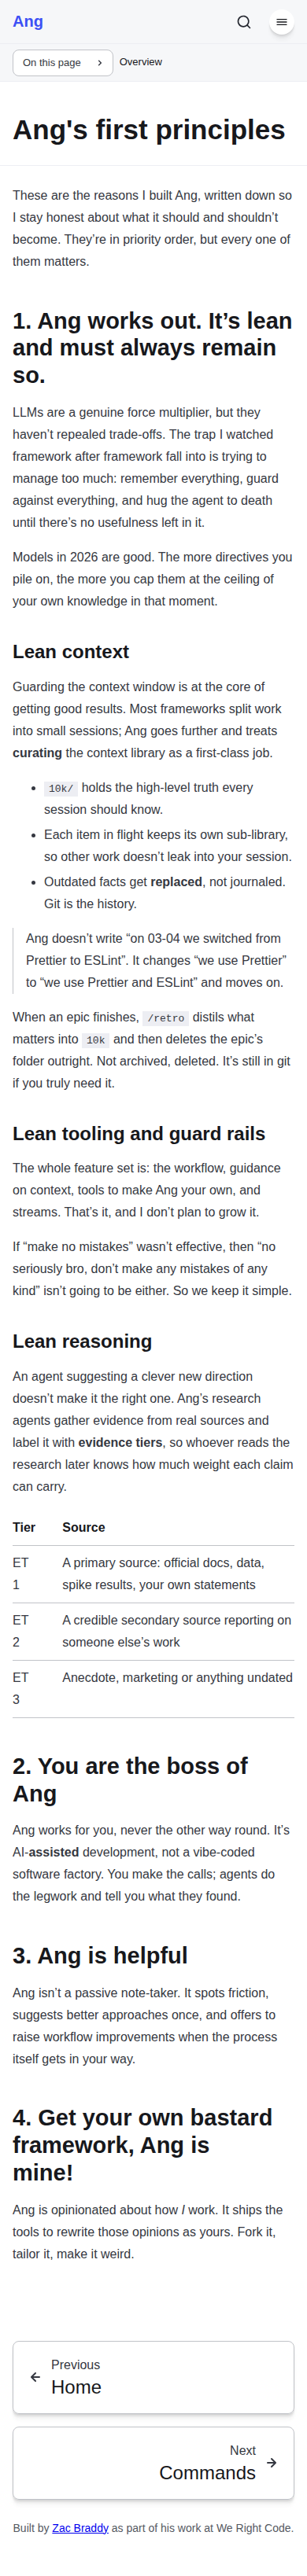 Ang
On this page
Overview
Ang's first principles
These are the reasons I built Ang, written down so
I stay honest about what it should and shouldn’t
become. They’re in priority order, but every one of
them matters.
1. Ang works out. It’s lean
and must always remain
so.
LLMs are a genuine force multiplier, but they
haven’t repealed trade-offs. The trap I watched
framework after framework fall into is trying to
manage too much: remember everything, guard
against everything, and hug the agent to death
until there’s no usefulness left in it.
Models in 2026 are good. The more directives you
pile on, the more you cap them at the ceiling of
your own knowledge in that moment.
Lean context
Guarding the context window is at the core of
getting good results. Most frameworks split work
into small sessions; Ang goes further and treats
curating the context library as a first-class job.
• 10k/ holds the high-level truth every
session should know.
• Each item in flight keeps its own sub-library,
so other work doesn’t leak into your session.
• Outdated facts get replaced, not journaled.
Git is the history.
Ang doesn’t write “on 03-04 we switched from
Prettier to ESLint”. It changes “we use Prettier”
to “we use Prettier and ESLint” and moves on.
When an epic finishes, /retro distils what
matters into 10k and then deletes the epic’s
folder outright. Not archived, deleted. It’s still in git
if you truly need it.
Lean tooling and guard rails
The whole feature set is: the workflow, guidance
on context, tools to make Ang your own, and
streams. That’s it, and I don’t plan to grow it.
If “make no mistakes” wasn’t effective, then “no
seriously bro, don’t make any mistakes of any
kind” isn’t going to be either. So we keep it simple.
Lean reasoning
An agent suggesting a clever new direction
doesn’t make it the right one. Ang’s research
agents gather evidence from real sources and
label it with evidence tiers, so whoever reads the
research later knows how much weight each claim
can carry.
Tier Source
ET A primary source: official docs, data,
1 spike results, your own statements
ET A credible secondary source reporting on
2 someone else’s work
ET Anecdote, marketing or anything undated
3
2. You are the boss of
Ang
Ang works for you, never the other way round. It’s
AI-assisted development, not a vibe-coded
software factory. You make the calls; agents do
the legwork and tell you what they found.
3. Ang is helpful
Ang isn’t a passive note-taker. It spots friction,
suggests better approaches once, and offers to
raise workflow improvements when the process
itself gets in your way.
4. Get your own bastard
framework, Ang is
mine!
Ang is opinionated about how I work. It ships the
tools to rewrite those opinions as yours. Fork it,
tailor it, make it weird.
Previous
Home
Next
Commands
Built by Zac Braddy as part of his work at We Right Code.